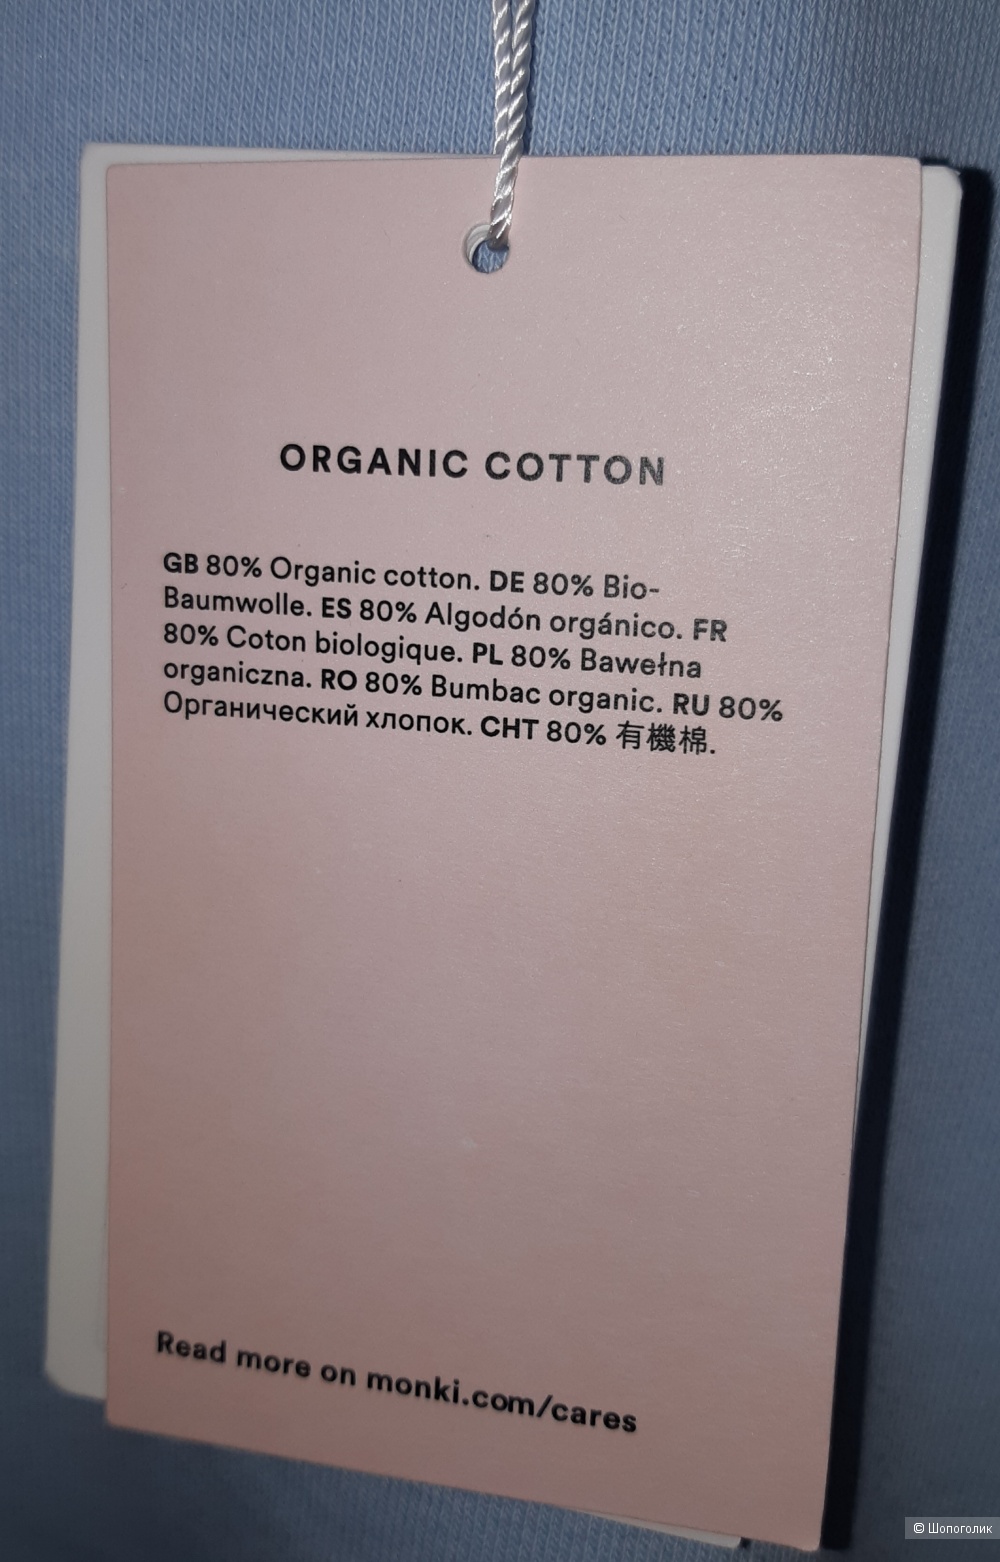 ORGANIC COTTON
GB 80% Organic cotton. DE 80% Bio-
Baumwolle. ES 80% Algodón orgánico. FR
80% Coton biologique. PL 80% Bawełna
organiczna. RO 80% Bumbac organic. RU 80%
Органический хлопок. CHT 80% 有機棉.
Read more on monki.com/cares
© Шопоголик